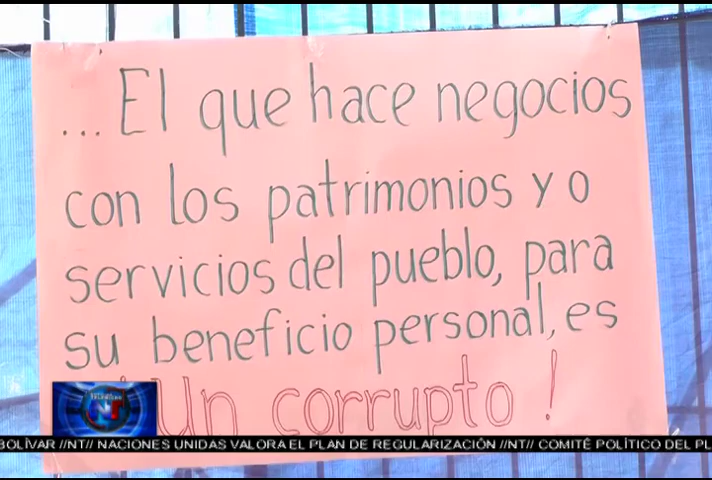 ... El que hace negocios
con los patrimonios y o
servicios del pueblo, para
su beneficio personal, es
¡Un corrupto!
NT
BOLÍVAR //NT// NACIONES UNIDAS VALORA EL PLAN DE REGULARIZACIÓN //NT// COMITÉ POLÍTICO DEL PL